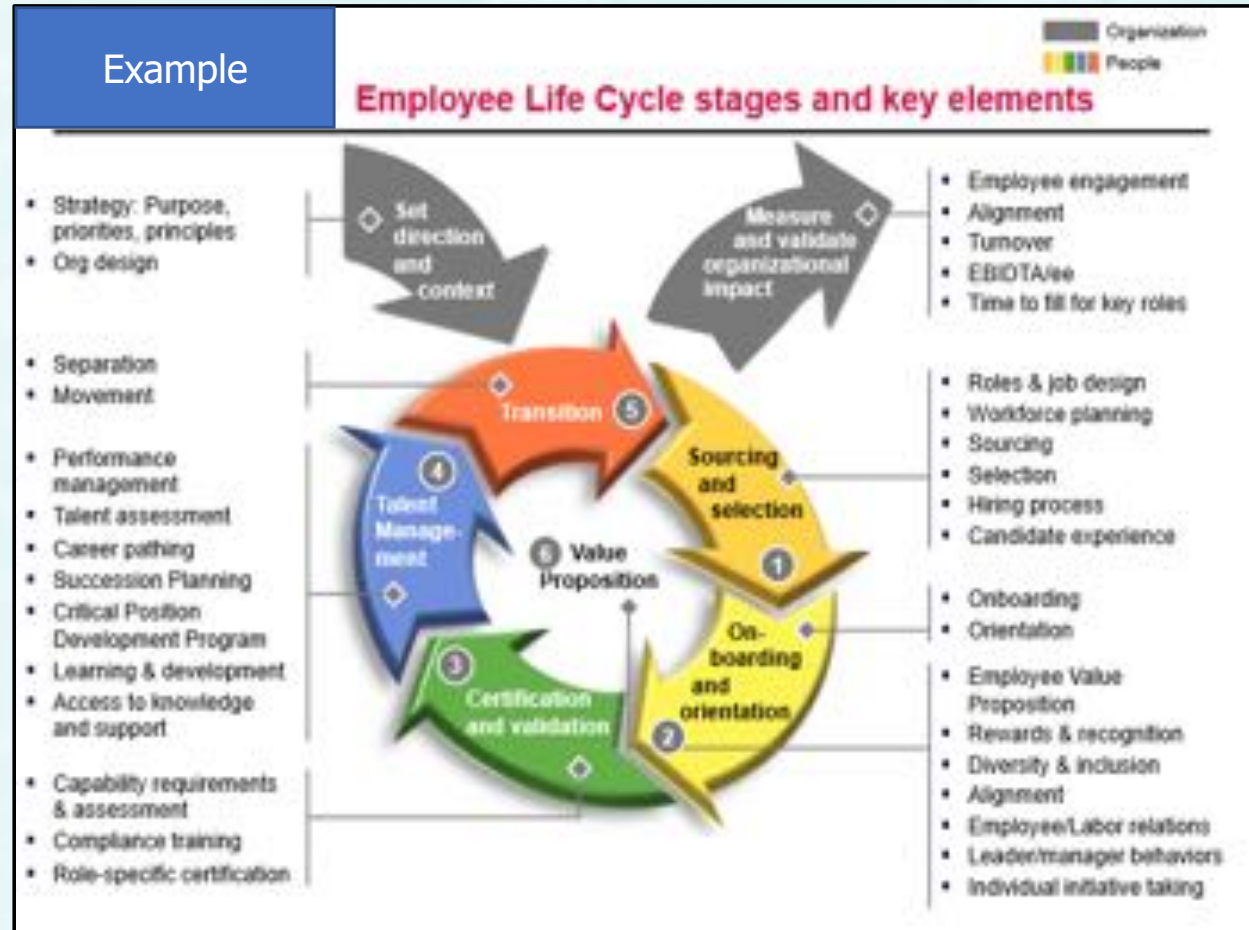 Example
Organization
People
Employee Life Cycle stages and key elements
Set
direction
and
context
Measure
and validate
organizational
impact
• Strategy: Purpose,
priorities, principles
• Org design
• Employee engagement
• Alignment
• Turnover
• EBIDTA/ee
• Time to fill for key roles
• Separation
• Movement
Transition 5
• Roles & job design
• Workforce planning
• Sourcing
• Selection
• Hiring process
• Candidate experience
Sourcing
and
selection
1
• Performance
management
• Talent assessment
• Career pathing
• Succession Planning
• Critical Position
Development Program
• Learning & development
• Access to knowledge
and support
4
Talent
Manage-
ment
6 Value
Proposition
• Onboarding
• Orientation
On-
boarding
and
orientation
2
• Employee Value
Proposition
• Rewards & recognition
• Diversity & inclusion
• Alignment
• Employee/Labor relations
• Leader/manager behaviors
• Individual initiative taking
3
Certification
and validation
• Capability requirements
& assessment
• Compliance training
• Role-specific certification